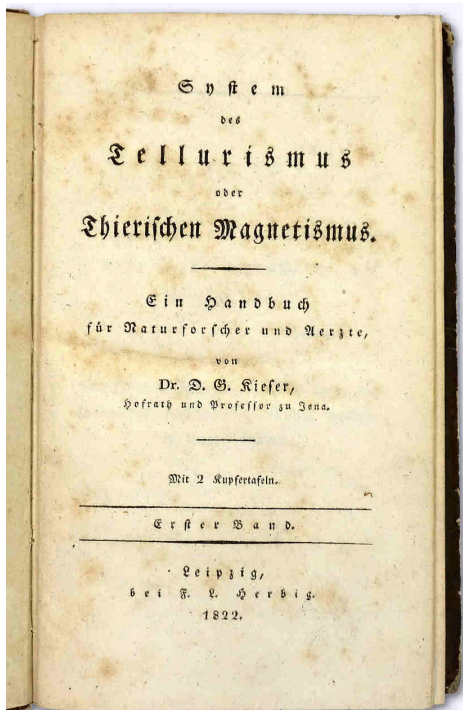 System
des
Tellurismus
oder
Thierischen Magnetismus.
Ein Handbuch
für Naturforscher und Aerzte,
von
Dr. D. G. Kieser,
Hofrath und Professor zu Jena.
Mit 2 Kupfertafeln.
Erster Band.
Leipzig,
bei F. L. Herbig.
1822.